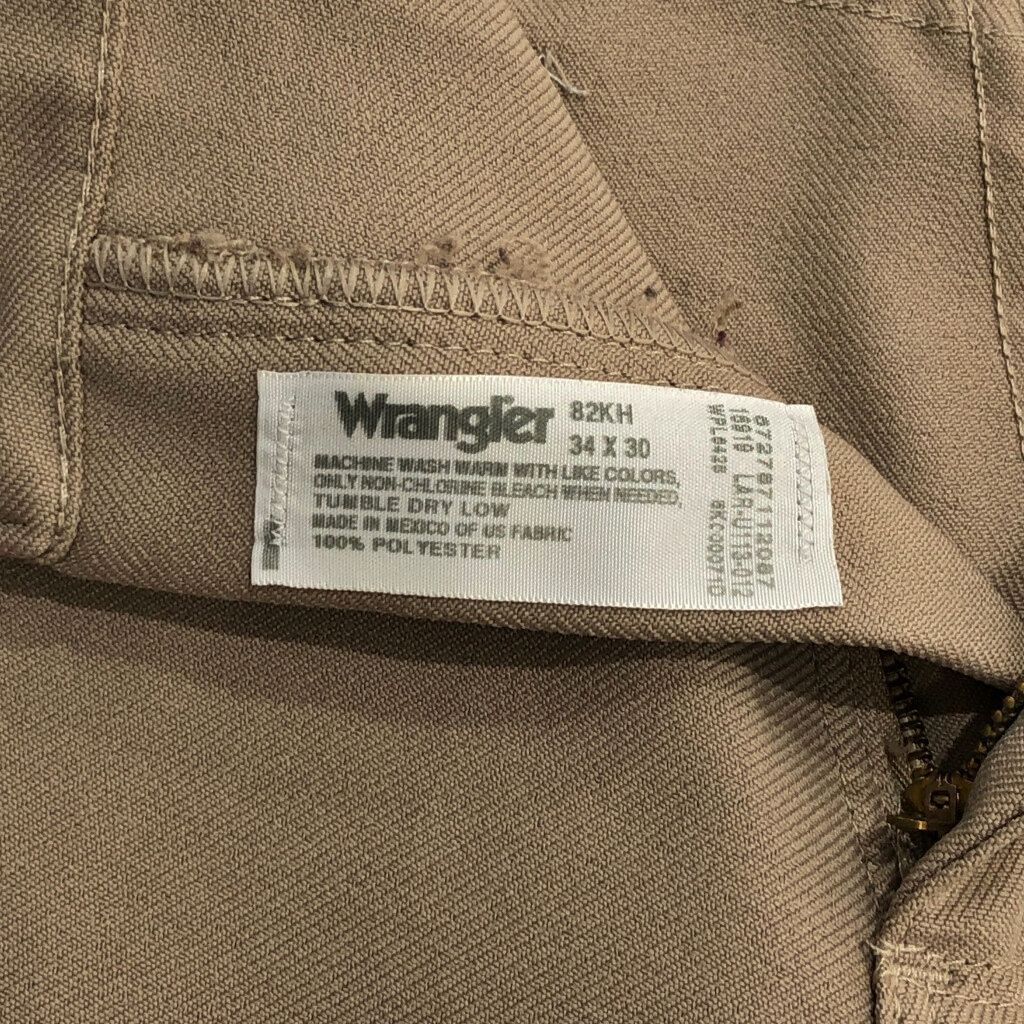 Wrangler 82KH
34 X 30
MACHINE WASH WARM WITH LIKE COLORS,
ONLY NON-CHLORINE BLEACH WHEN NEEDED,
TUMBLE DRY LOW
MADE IN MEXICO OF US FABRIC
100% POLYESTER
872787112087